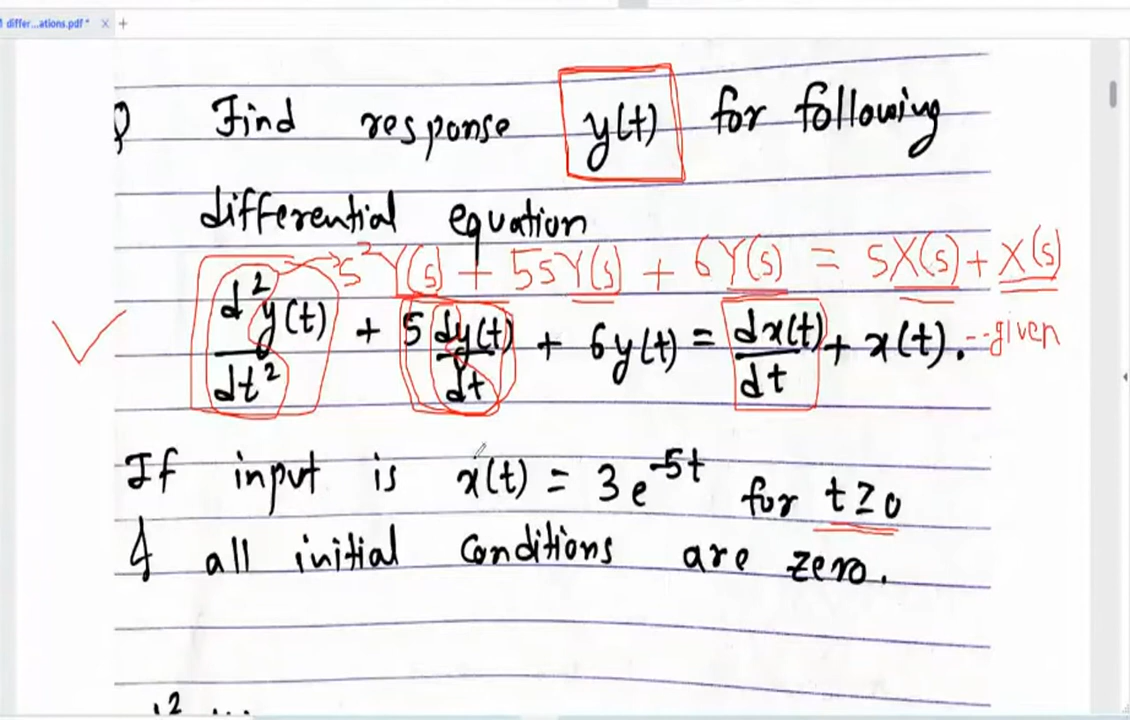 differ...ations.pdf *
Q Find response y(t) for following
differential equation
s²Y(s) + 5sY(s) + 6Y(s) = sX(s) + X(s)
d²y(t)/dt² + 5 dy(t)/dt + 6y(t) = dx(t)/dt + x(t). --given
If input is x(t) = 3e^-5t for t≥0
& all initial conditions are zero.